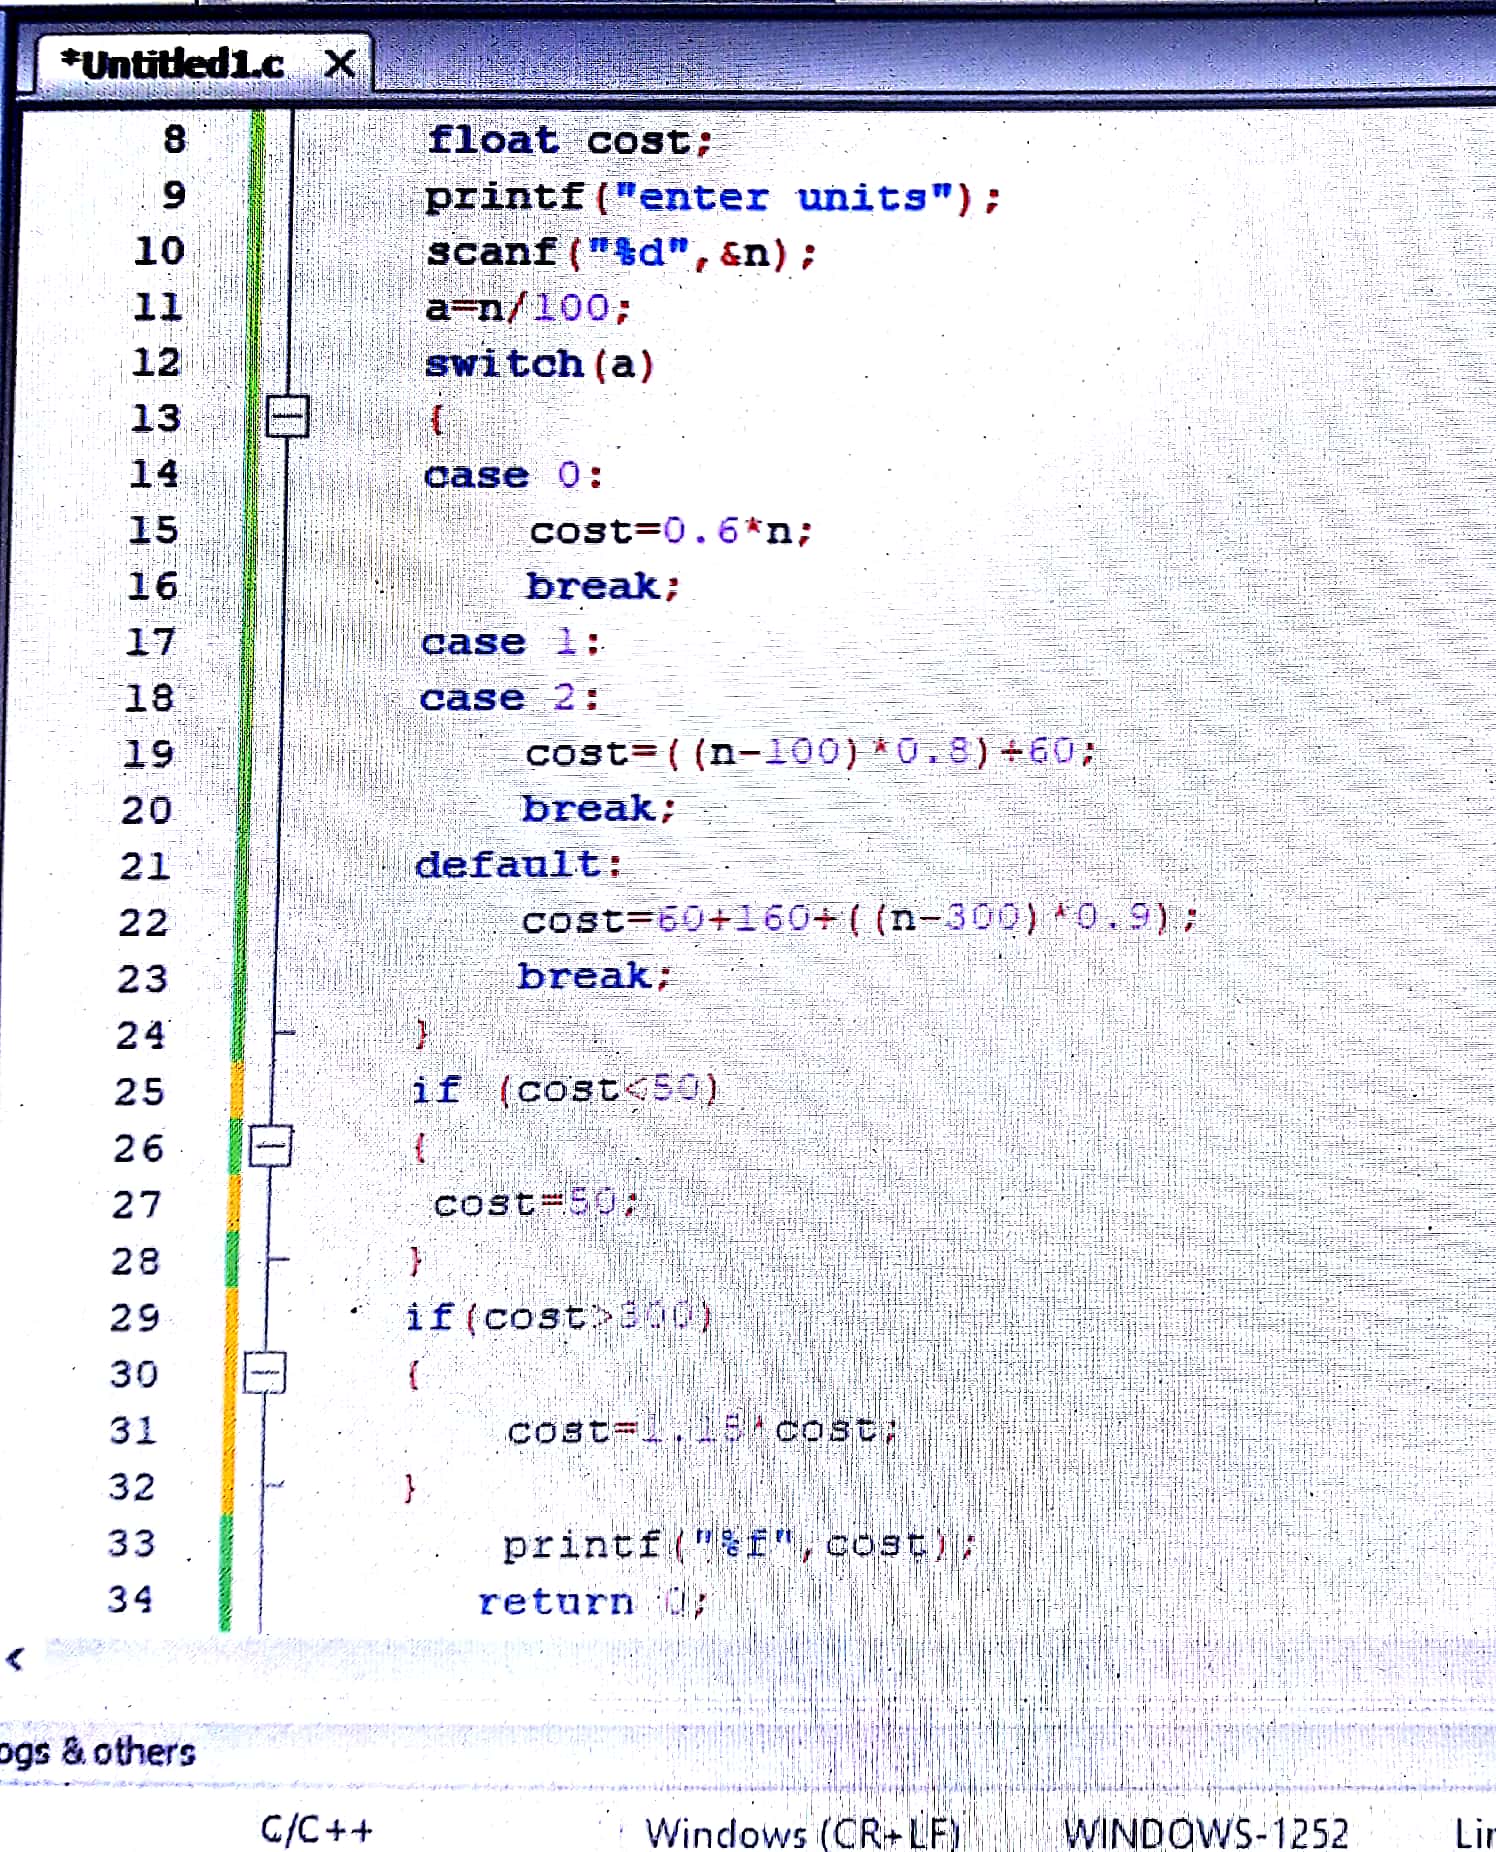 *Untitled1.c X
8 float cost;
9 printf("enter units");
10 scanf("%d",&n);
11 a=n/100;
12 switch(a)
13 {
14 case 0:
15 cost=0.6*n;
16 break;
17 case 1:
18 case 2:
19 cost=((n-100)*0.8)+60;
20 break;
21 default:
22 cost=60+160+((n-300)*0.9);
23 break;
24 }
25 if (cost<50)
26 {
27 cost=50;
28 }
29 if(cost>300)
30 {
31 cost=1.15*cost;
32 }
33 printf("%f",cost);
34 return 0;
<
ogs & others
C/C++ Windows (CR+LF) WINDOWS-1252 Lin